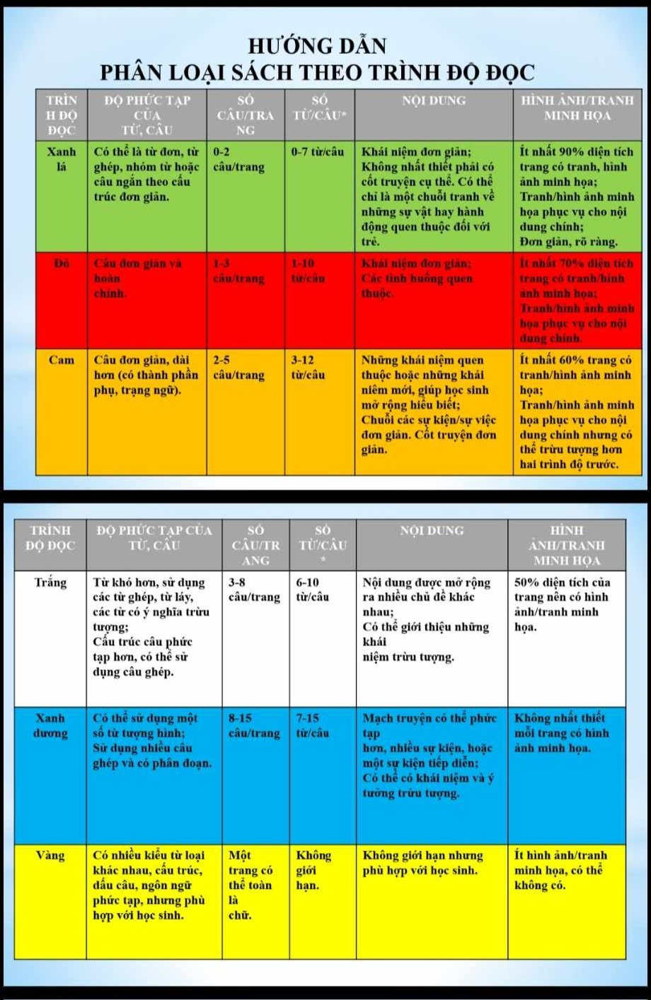 HƯỚNG DẪN
PHÂN LOẠI SÁCH THEO TRÌNH ĐỘ ĐỌC
TRÌN
H ĐỘ
ĐỌC
ĐỘ PHỨC TẠP
CỦA
TỪ, CÂU
SỐ
CÂU/TRA
NG
SỐ
TỪ/CÂU*
NỘI DUNG
HÌNH ẢNH/TRANH
MINH HỌA
Xanh
lá
Có thể là từ đơn, từ
ghép, nhóm từ hoặc
câu ngắn theo cấu
trúc đơn giản.
0-2
câu/trang
0-7 từ/câu
Khái niệm đơn giản;
Không nhất thiết phải có
cốt truyện cụ thể. Có thể
chỉ là một chuỗi tranh về
những sự vật hay hành
động quen thuộc đối với
trẻ.
Ít nhất 90% diện tích
trang có tranh, hình
ảnh minh họa;
Tranh/hình ảnh minh
họa phục vụ cho nội
dung chính;
Đơn giản, rõ ràng.
Đỏ
Câu đơn giản và
hoàn
chỉnh.
1-3
câu/trang
1-10
từ/câu
Khái niệm đơn giản;
Các tình huống quen
thuộc.
Ít nhất 70% diện tích
trang có tranh/hình
ảnh minh họa;
Tranh/hình ảnh minh
họa phục vụ cho nội
dung chính.
Cam
Câu đơn giản, dài
hơn (có thành phần
phụ, trạng ngữ).
2-5
câu/trang
3-12
từ/câu
Những khái niệm quen
thuộc hoặc những khái
niêm mới, giúp học sinh
mở rộng hiểu biết;
Chuỗi các sự kiện/sự việc
đơn giản. Cốt truyện đơn
giản.
Ít nhất 60% trang có
tranh/hình ảnh minh
họa;
Tranh/hình ảnh minh
họa phục vụ cho nội
dung chính nhưng có
thể trừu tượng hơn
hai trình độ trước.
TRÌNH
ĐỘ ĐỌC
ĐỘ PHỨC TẠP CỦA
TỪ, CÂU
SỐ
CÂU/TR
ANG
SỐ
TỪ/CÂU
*
NỘI DUNG
HÌNH
ẢNH/TRANH
MINH HỌA
Trắng
Từ khó hơn, sử dụng
các từ ghép, từ láy,
các từ có ý nghĩa trừu
tượng;
Cấu trúc câu phức
tạp hơn, có thể sử
dụng câu ghép.
3-8
câu/trang
6-10
từ/câu
Nội dung được mở rộng
ra nhiều chủ đề khác
nhau;
Có thể giới thiệu những
khái
niệm trừu tượng.
50% diện tích của
trang nên có hình
ảnh/tranh minh
họa.
Xanh
dương
Có thể sử dụng một
số từ tượng hình;
Sử dụng nhiều câu
ghép và có phân đoạn.
8-15
câu/trang
7-15
từ/câu
Mạch truyện có thể phức
tạp
hơn, nhiều sự kiện, hoặc
một sự kiện tiếp diễn;
Có thể có khái niệm và ý
tưởng trừu tượng.
Không nhất thiết
mỗi trang có hình
ảnh minh họa.
Vàng
Có nhiều kiểu từ loại
khác nhau, cấu trúc,
dấu câu, ngôn ngữ
phức tạp, nhưng phù
hợp với học sinh.
Một
trang có
thể toàn
là
chữ.
Không
giới
hạn.
Không giới hạn nhưng
phù hợp với học sinh.
Ít hình ảnh/tranh
minh họa, có thể
không có.